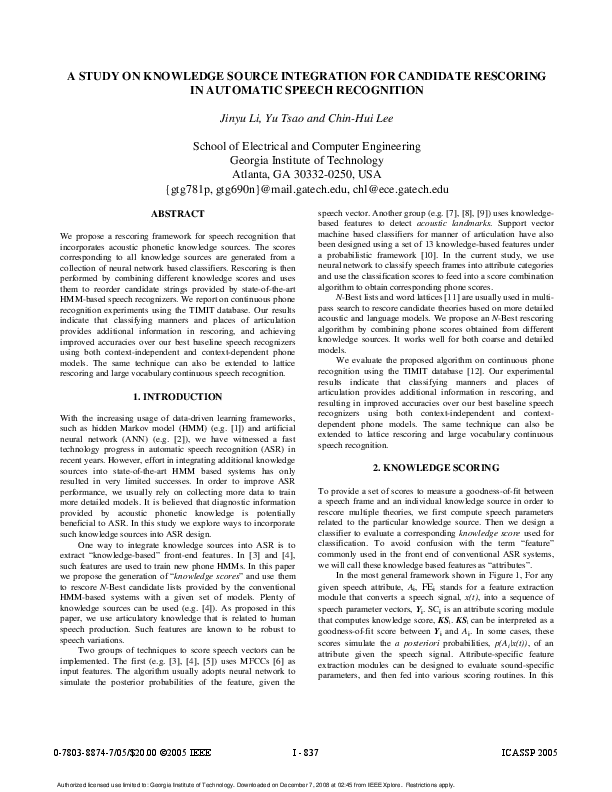 A STUDY ON KNOWLEDGE SOURCE INTEGRATION FOR CANDIDATE RESCORING
IN AUTOMATIC SPEECH RECOGNITION
Jinyu Li, Yu Tsao and Chin-Hui Lee
School of Electrical and Computer Engineering
Georgia Institute of Technology
Atlanta, GA 30332-0250, USA
{gtg781p, gtg690n}@mail.gatech.edu, chl@ece.gatech.edu
ABSTRACT
We propose a rescoring framework for speech recognition that
incorporates acoustic phonetic knowledge sources. The scores
corresponding to all knowledge sources are generated from a
collection of neural network based classifiers. Rescoring is then
performed by combining different knowledge scores and uses
them to reorder candidate strings provided by state-of-the-art
HMM-based speech recognizers. We report on continuous phone
recognition experiments using the TIMIT database. Our results
indicate that classifying manners and places of articulation
provides additional information in rescoring, and achieving
improved accuracies over our best baseline speech recognizers
using both context-independent and context-dependent phone
models. The same technique can also be extended to lattice
rescoring and large vocabulary continuous speech recognition.
1. INTRODUCTION
With the increasing usage of data-driven learning frameworks,
such as hidden Markov model (HMM) (e.g. [1]) and artificial
neural network (ANN) (e.g. [2]), we have witnessed a fast
technology progress in automatic speech recognition (ASR) in
recent years. However, effort in integrating additional knowledge
sources into state-of-the-art HMM based systems has only
resulted in very limited successes. In order to improve ASR
performance, we usually rely on collecting more data to train
more detailed models. It is believed that diagnostic information
provided by acoustic phonetic knowledge is potentially
beneficial to ASR. In this study we explore ways to incorporate
such knowledge sources into ASR design.
One way to integrate knowledge sources into ASR is to
extract “knowledge-based” front-end features. In [3] and [4],
such features are used to train new phone HMMs. In this paper
we propose the generation of “knowledge scores” and use them
to rescore N-Best candidate lists provided by the conventional
HMM-based systems with a given set of models. Plenty of
knowledge sources can be used (e.g. [4]). As proposed in this
paper, we use articulatory knowledge that is related to human
speech production. Such features are known to be robust to
speech variations.
Two groups of techniques to score speech vectors can be
implemented. The first (e.g. [3], [4], [5]) uses MFCCs [6] as
input features. The algorithm usually adopts neural network to
simulate the posterior probabilities of the feature, given the
speech vector. Another group (e.g. [7], [8], [9]) uses knowledge-
based features to detect acoustic landmarks. Support vector
machine based classifiers for manner of articulation have also
been designed using a set of 13 knowledge-based features under
a probabilistic framework [10]. In the current study, we use
neural network to classify speech frames into attribute categories
and use the classification scores to feed into a score combination
algorithm to obtain corresponding phone scores.
N-Best lists and word lattices [11] are usually used in multi-
pass search to rescore candidate theories based on more detailed
acoustic and language models. We propose an N-Best rescoring
algorithm by combining phone scores obtained from different
knowledge sources. It works well for both coarse and detailed
models.
We evaluate the proposed algorithm on continuous phone
recognition using the TIMIT database [12]. Our experimental
results indicate that classifying manners and places of
articulation provides additional information in rescoring, and
resulting in improved accuracies over our best baseline speech
recognizers using both context-independent and context-
dependent phone models. The same technique can also be
extended to lattice rescoring and large vocabulary continuous
speech recognition.
2. KNOWLEDGE SCORING
To provide a set of scores to measure a goodness-of-fit between
a speech frame and an individual knowledge source in order to
rescore multiple theories, we first compute speech parameters
related to the particular knowledge source. Then we design a
classifier to evaluate a corresponding knowledge score used for
classification. To avoid confusion with the term “feature”
commonly used in the front end of conventional ASR systems,
we will call these knowledge based features as “attributes”.
In the most general framework shown in Figure 1, For any
given speech attribute, Ai, FEi stands for a feature extraction
module that converts a speech signal, x(t), into a sequence of
speech parameter vectors, Yi. SCi is an attribute scoring module
that computes knowledge score, KSi. KSi can be interpreted as a
goodness-of-fit score between Yi and Ai. In some cases, these
scores simulate the a posteriori probabilities, p(Ai|x(t)), of an
attribute given the speech signal. Attribute-specific feature
extraction modules can be designed to evaluate sound-specific
parameters, and then fed into various scoring routines. In this
0-7803-8874-7/05/$20.00 ©2005 IEEE
I - 837
ICASSP 2005
Authorized licensed use limited to: Georgia Institute of Technology. Downloaded on December 7, 2008 at 02:45 from IEEE Xplore. Restrictions apply.